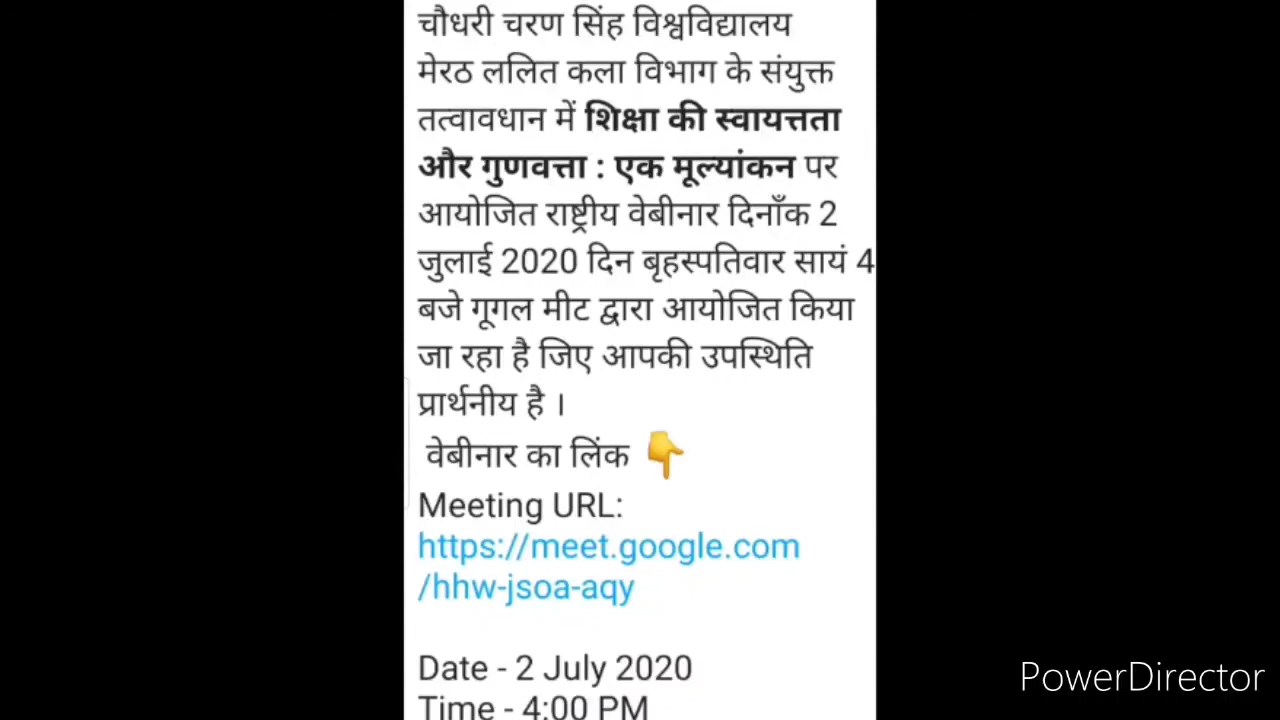 चौधरी चरण सिंह विश्वविद्यालय
मेरठ ललित कला विभाग के संयुक्त
तत्वावधान में शिक्षा की स्वायत्तता
और गुणवत्ता : एक मूल्यांकन पर
आयोजित राष्ट्रीय वेबीनार दिनाँक 2
जुलाई 2020 दिन बृहस्पतिवार सायं 4
बजे गूगल मीट द्वारा आयोजित किया
जा रहा है जिए आपकी उपस्थिति
प्रार्थनीय है ।
वेबीनार का लिंक 👇
Meeting URL:
https://meet.google.com
/hhw-jsoa-aqy
Date - 2 July 2020
Time - 4:00 PM
PowerDirector